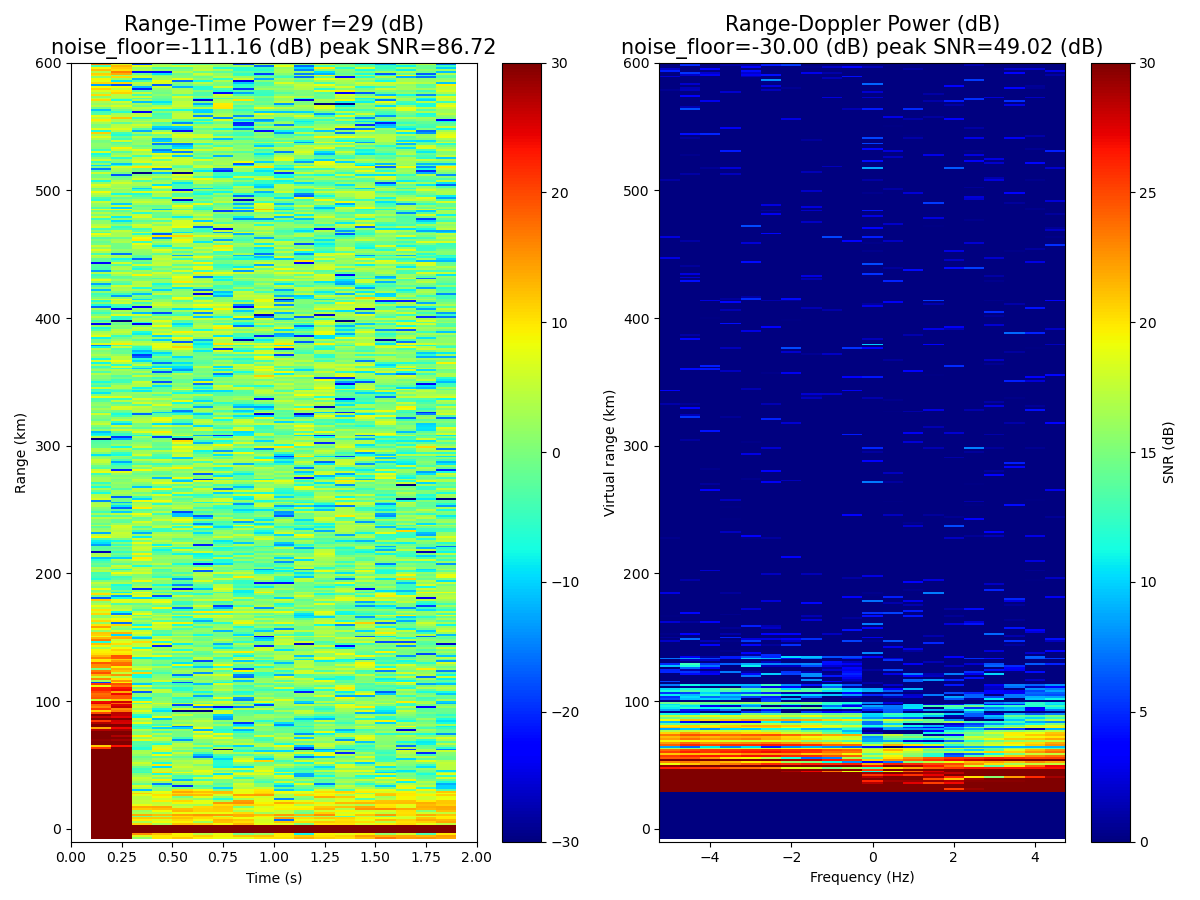 Range-Time Power f=29 (dB)
noise_floor=-111.16 (dB) peak SNR=86.72
Range-Doppler Power (dB)
noise_floor=-30.00 (dB) peak SNR=49.02 (dB)
600
500
400
300
200
100
0
Range (km)
0.00 0.25 0.50 0.75 1.00 1.25 1.50 1.75 2.00
Time (s)
30
20
10
0
−10
−20
−30
600
500
400
300
200
100
0
Virtual range (km)
−4 −2 0 2 4
Frequency (Hz)
30
25
20
15
10
5
0
SNR (dB)